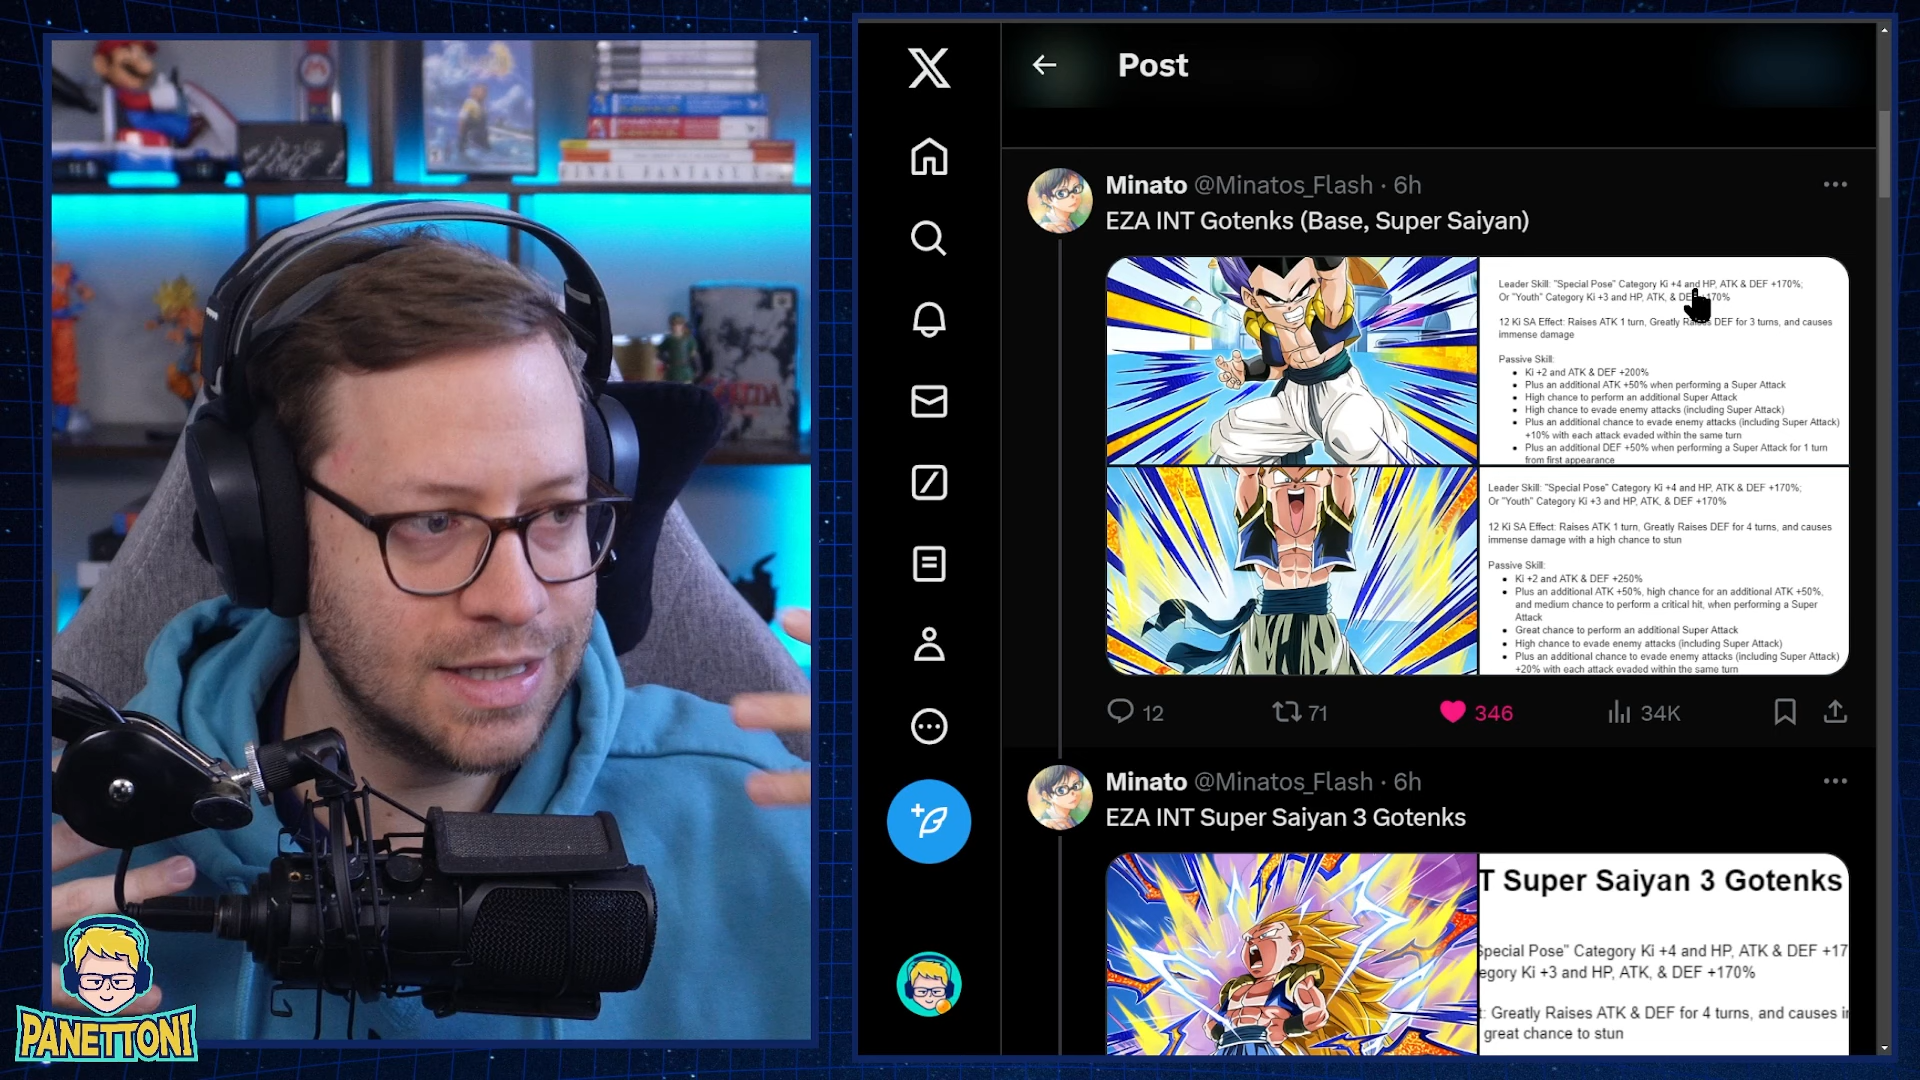 FINAL FANTASY X
ZELDA
PANETTONI
Post
Minato @Minatos_Flash · 6h
EZA INT Gotenks (Base, Super Saiyan)
Leader Skill: "Special Pose" Category Ki +4 and HP, ATK & DEF +170%;
Or "Youth" Category Ki +3 and HP, ATK, & DEF +170%
12 Ki SA Effect: Raises ATK 1 turn, Greatly Raises DEF for 3 turns, and causes
immense damage
Passive Skill:
Ki +2 and ATK & DEF +200%
Plus an additional ATK +50% when performing a Super Attack
High chance to perform an additional Super Attack
High chance to evade enemy attacks (including Super Attack)
Plus an additional chance to evade enemy attacks (including Super Attack)
+10% with each attack evaded within the same turn
Plus an additional DEF +50% when performing a Super Attack for 1 turn
from first appearance
Leader Skill: "Special Pose" Category Ki +4 and HP, ATK & DEF +170%;
Or "Youth" Category Ki +3 and HP, ATK, & DEF +170%
12 Ki SA Effect: Raises ATK 1 turn, Greatly Raises DEF for 4 turns, and causes
immense damage with a high chance to stun
Passive Skill:
Ki +2 and ATK & DEF +250%
Plus an additional ATK +50%, high chance for an additional ATK +50%,
and medium chance to perform a critical hit, when performing a Super
Attack
Great chance to perform an additional Super Attack
High chance to evade enemy attacks (including Super Attack)
Plus an additional chance to evade enemy attacks (including Super Attack)
+20% with each attack evaded within the same turn
12 71 346 34K
Minato @Minatos_Flash · 6h
EZA INT Super Saiyan 3 Gotenks
T Super Saiyan 3 Gotenks
Special Pose" Category Ki +4 and HP, ATK & DEF +17
egory Ki +3 and HP, ATK, & DEF +170%
t: Greatly Raises ATK & DEF for 4 turns, and causes i
great chance to stun